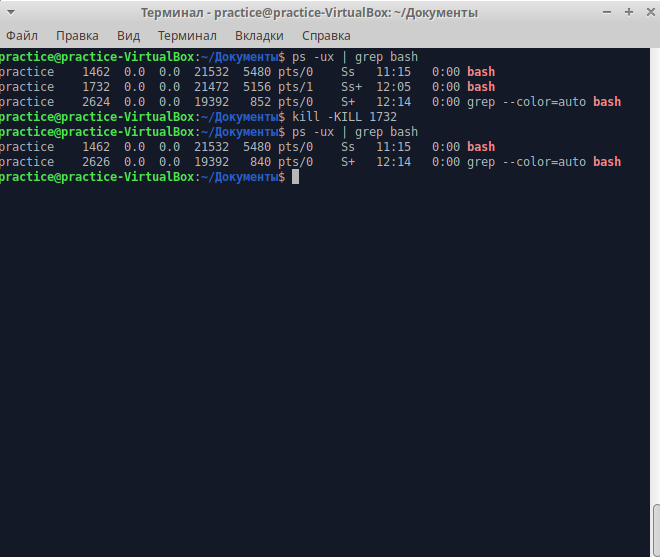 Терминал - practice@practice-VirtualBox: ~/Документы
Файл Правка Вид Терминал Вкладки Справка
practice@practice-VirtualBox:~/Документы$ ps -ux | grep bash
practice 1462 0.0 0.0 21532 5480 pts/0 Ss 11:15 0:00 bash
practice 1732 0.0 0.0 21472 5156 pts/1 Ss+ 12:05 0:00 bash
practice 2624 0.0 0.0 19392 852 pts/0 S+ 12:14 0:00 grep --color=auto bash
practice@practice-VirtualBox:~/Документы$ kill -KILL 1732
practice@practice-VirtualBox:~/Документы$ ps -ux | grep bash
practice 1462 0.0 0.0 21532 5480 pts/0 Ss 11:15 0:00 bash
practice 2626 0.0 0.0 19392 840 pts/0 S+ 12:14 0:00 grep --color=auto bash
practice@practice-VirtualBox:~/Документы$